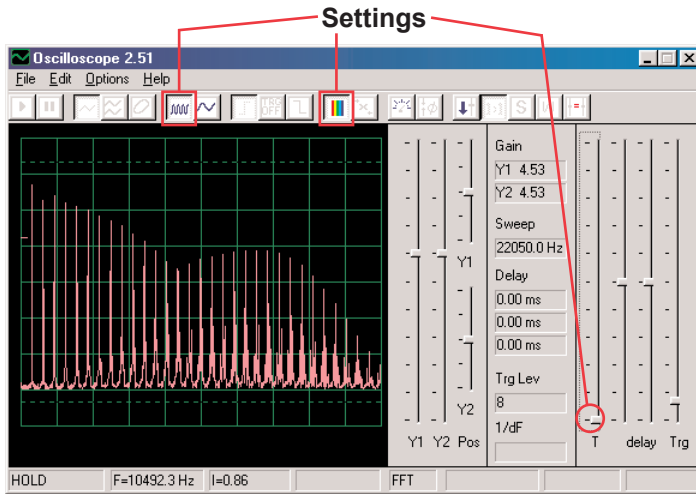 Settings
Oscilloscope 2.51
File Edit Options Help
TRG OFF
S
Gain
Y1 4.53
Y2 4.53
Sweep
22050.0 Hz
Delay
0.00 ms
0.00 ms
0.00 ms
Trg Lev
8
1/dF
Y1
Y2
Y1 Y2 Pos
T delay Trg
HOLD F=10492.3 Hz I=0.86 FFT